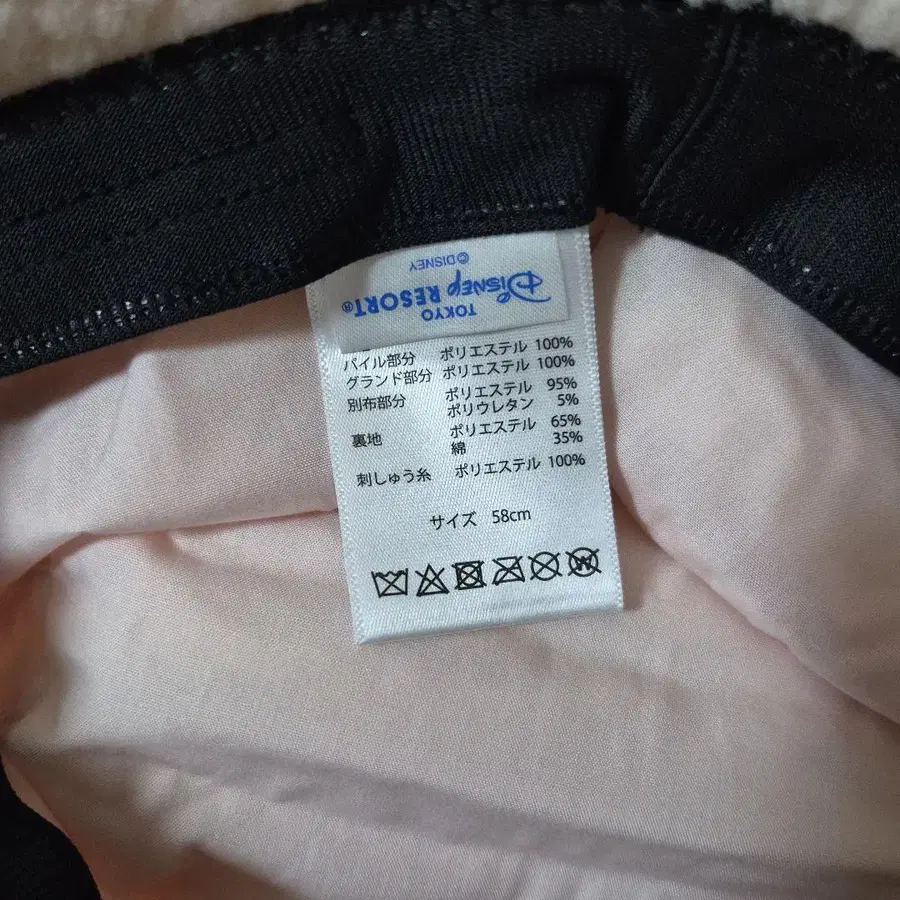 TOKYO
Disney RESORT®
©DISNEY
パイル部分 ポリエステル 100%
グランド部分 ポリエステル 100%
別布部分 ポリエステル 95%
ポリウレタン 5%
裏地 ポリエステル 65%
綿 35%
刺しゅう糸 ポリエステル 100%
サイズ 58cm
W